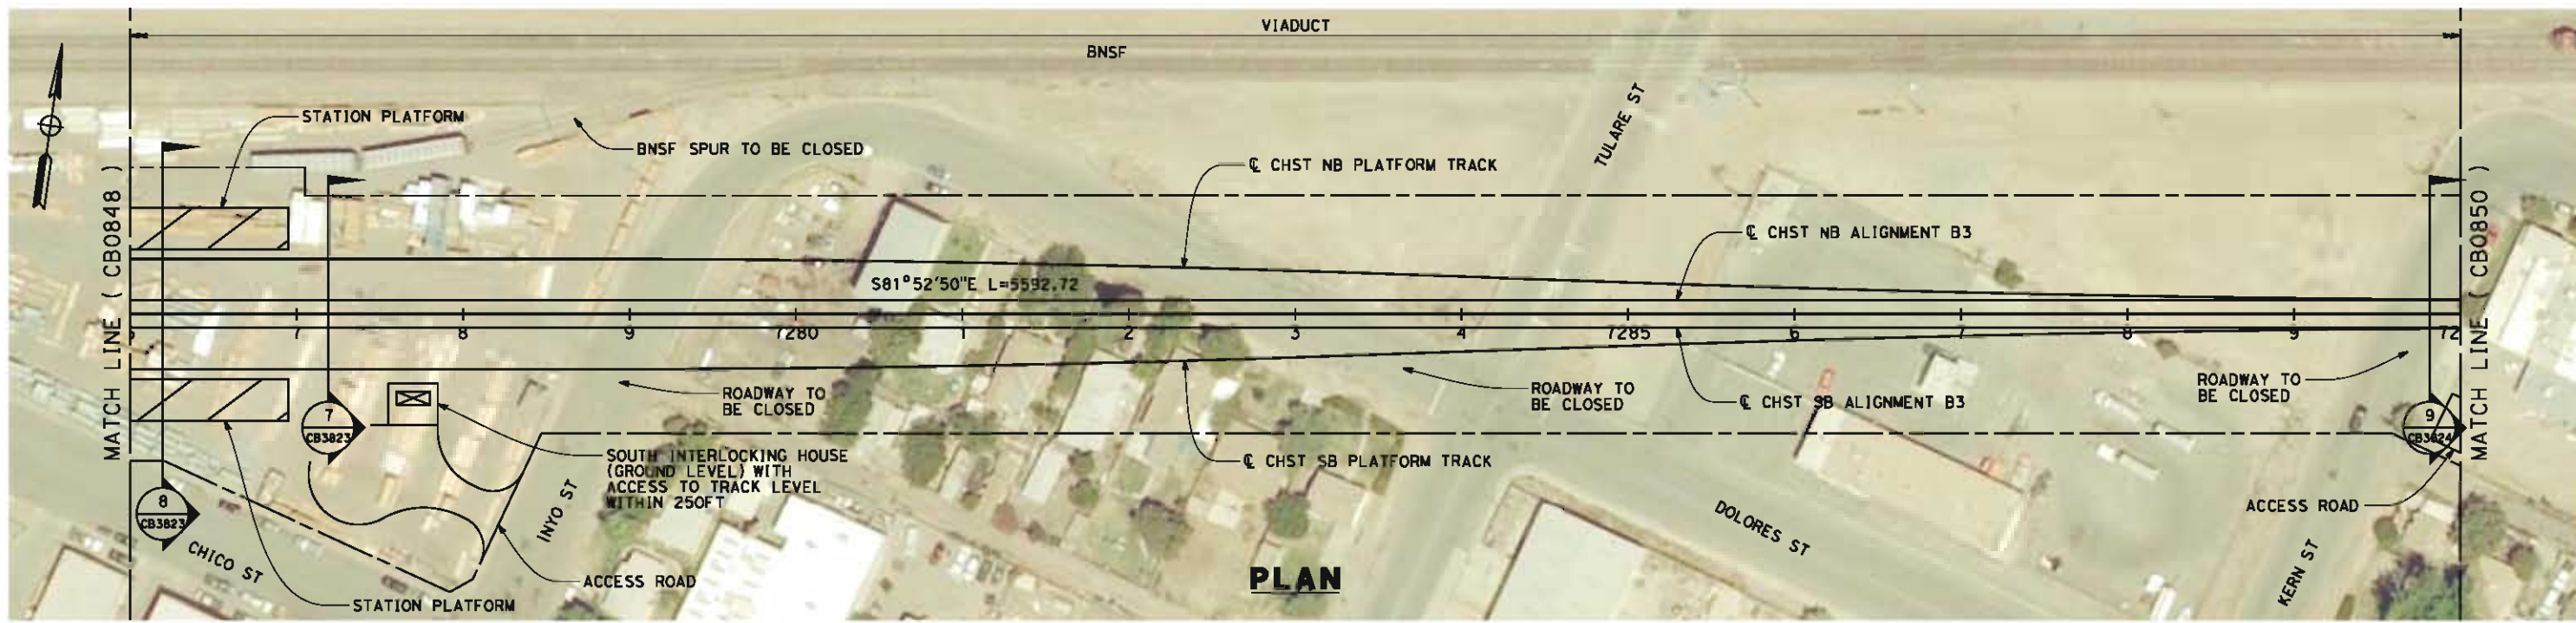 VIADUCT
BNSF
STATION PLATFORM
BNSF SPUR TO BE CLOSED
℄ CHST NB PLATFORM TRACK
TULARE ST
℄ CHST NB ALIGNMENT B3
MATCH LINE ( CB0848 )
MATCH LINE ( CB0850 )
S81°52'50"E L=5592.72
7 8 9 7280 1 2 3 4 7285 6 7 8 9 72
ROADWAY TO
BE CLOSED
ROADWAY TO
BE CLOSED
ROADWAY TO
BE CLOSED
℄ CHST SB ALIGNMENT B3
7
CB3823
9
CB3824
SOUTH INTERLOCKING HOUSE
(GROUND LEVEL) WITH
ACCESS TO TRACK LEVEL
WITHIN 250FT
℄ CHST SB PLATFORM TRACK
8
CB3823
INYO ST
ACCESS ROAD
DOLORES ST
CHICO ST
KERN ST
ACCESS ROAD
STATION PLATFORM
PLAN